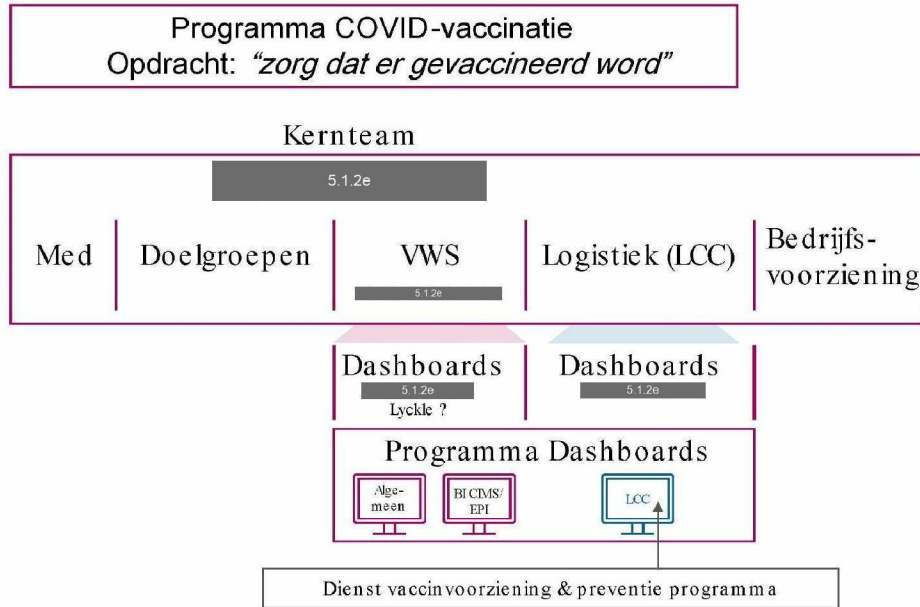 Programma COVID-vaccinatie
Opdracht: “zorg dat er gevaccineerd word”
Kernteam
5.1.2e
Med
Doelgroepen
VWS
5.1.2e
Logistiek (LCC)
Bedrijfs-
voorziening
Dashboards
5.1.2e
Lyckle ?
Dashboards
5.1.2e
Programma Dashboards
Alge-
meen
BI CIMS/
EPI
LCC
Dienst vaccinvoorziening & preventie programma